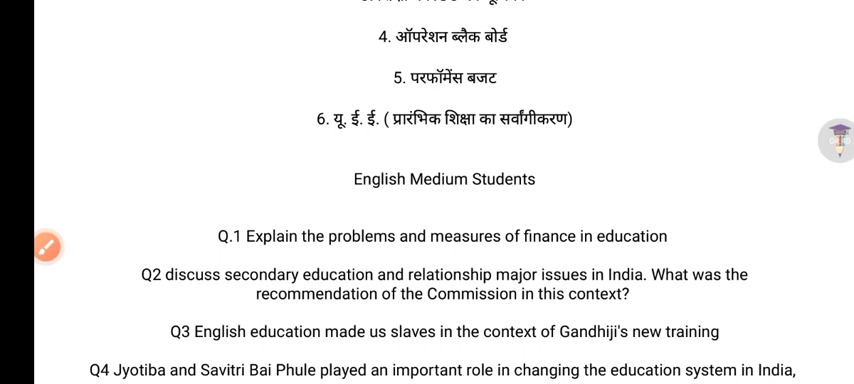 4. ऑपरेशन ब्लैक बोर्ड
5. परफॉमेंस बजट
6. यू. ई. ई. ( प्रारंभिक शिक्षा का सर्वांगीकरण)
English Medium Students
Q.1 Explain the problems and measures of finance in education
Q2 discuss secondary education and relationship major issues in India. What was the
recommendation of the Commission in this context?
Q3 English education made us slaves in the context of Gandhiji's new training
Q4 Jyotiba and Savitri Bai Phule played an important role in changing the education system in India,